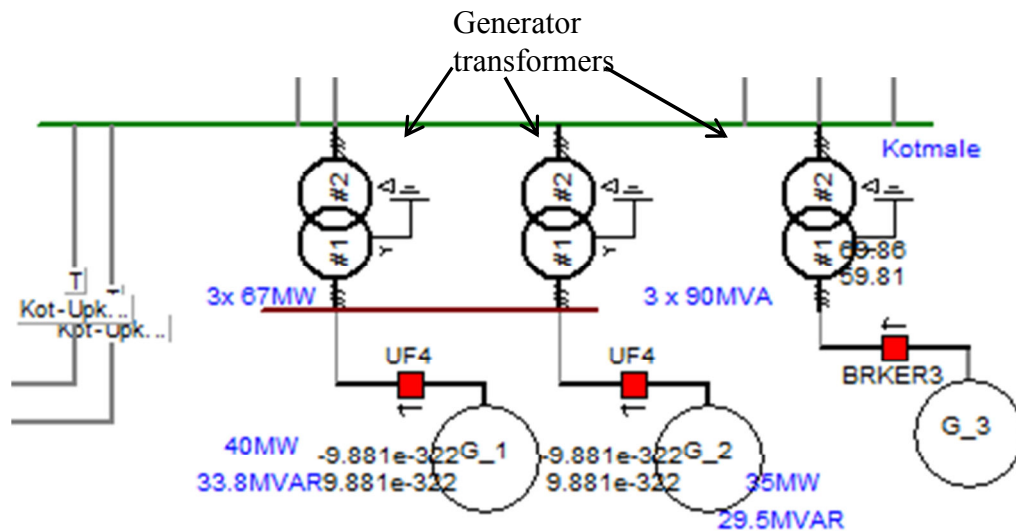 Generator
transformers
Kotmale
#2
#2
#2
#1
#1
#1
Y
Y
69.86
59.81
T
Kot-Upk...
Kot-Upk...
3x 67MW
3 x 90MVA
UF4
UF4
BRKER3
G_1
G_2
G_3
40MW
-9.881e-322
-9.881e-322
33.8MVAR
9.881e-322
9.881e-322
35MW
29.5MVAR